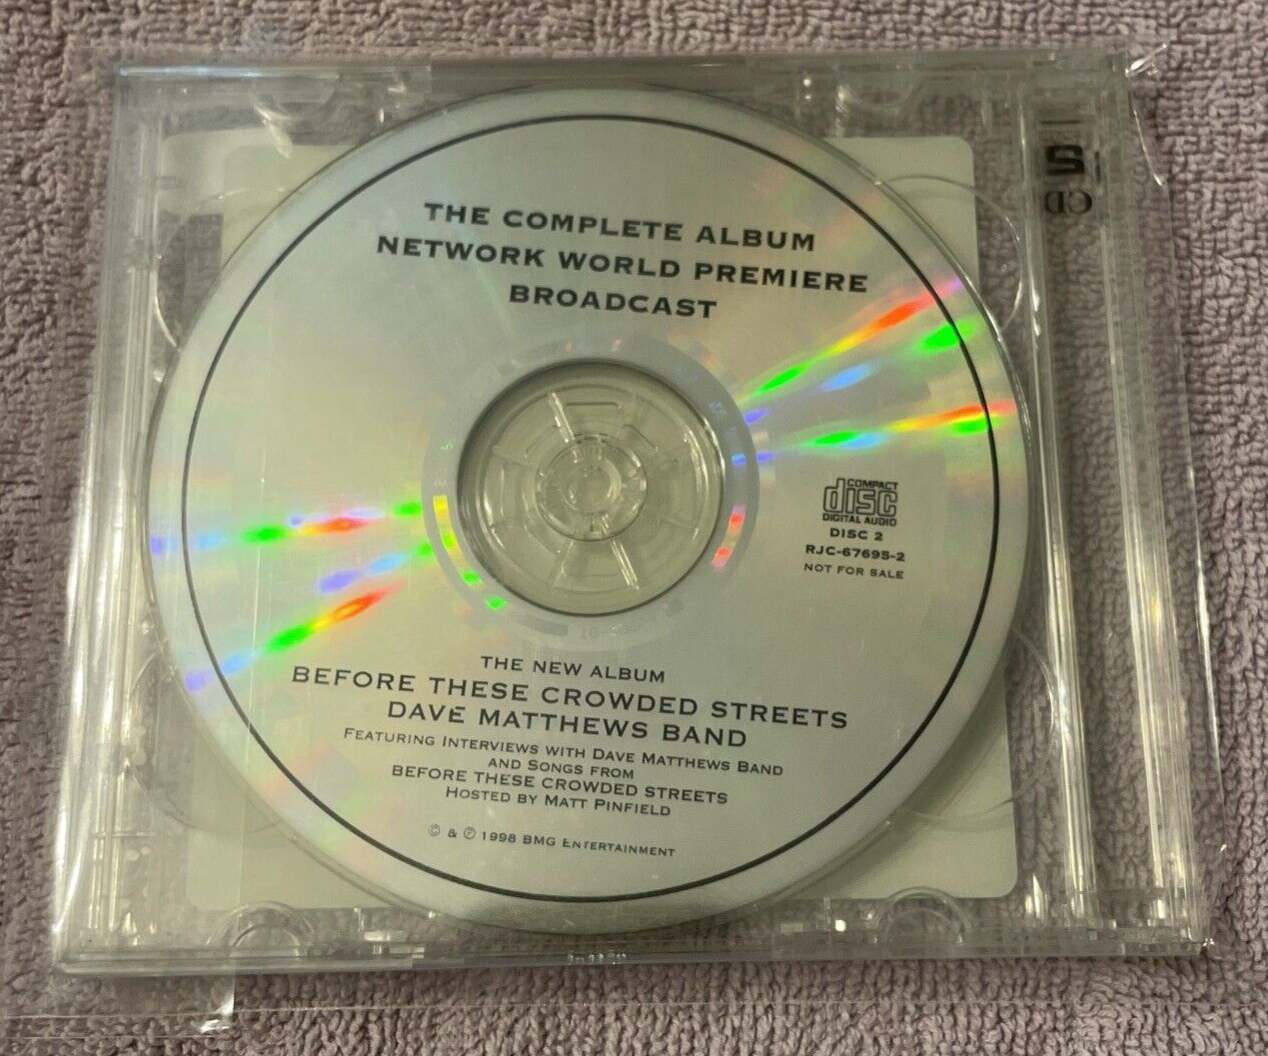 THE COMPLETE ALBUM
NETWORK WORLD PREMIERE
BROADCAST
COMPACT
disc
DIGITAL AUDIO
DISC 2
RJC-67695-2
NOT FOR SALE
THE NEW ALBUM
BEFORE THESE CROWDED STREETS
DAVE MATTHEWS BAND
FEATURING INTERVIEWS WITH DAVE MATTHEWS BAND
AND SONGS FROM
BEFORE THESE CROWDED STREETS
HOSTED BY MATT PINFIELD
© & ℗ 1998 BMG ENTERTAINMENT
2
CD